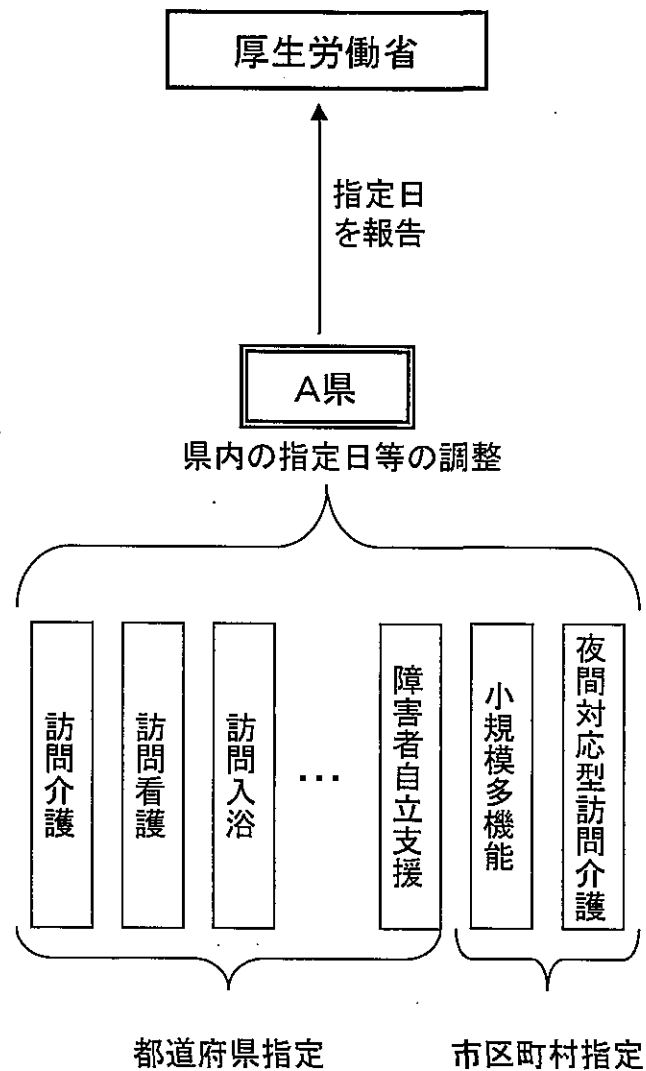 厚生労働省
指定日
を報告
A県
県内の指定日等の調整
訪問介護
訪問看護
訪問入浴
…
障害者自立支援
小規模多機能
夜間対応型訪問介護
都道府県指定
市区町村指定